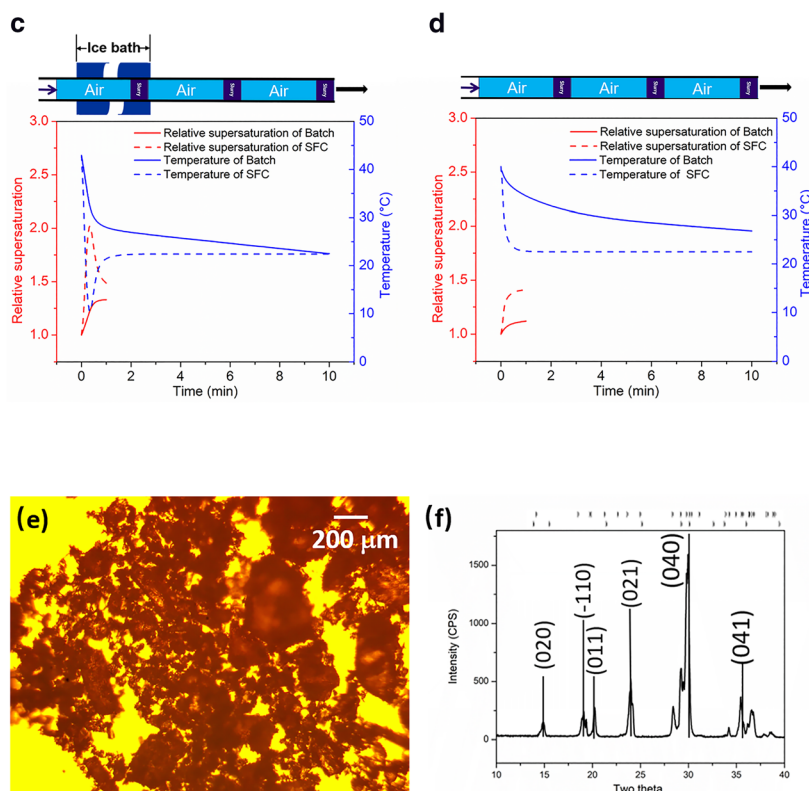 c
d
Ice bath
Air Slurry Air Slurry Air Slurry
Air Slurry Air Slurry Air Slurry
Relative supersaturation of Batch
Relative supersaturation of SFC
Temperature of Batch
Temperature of SFC
Relative supersaturation
3.0
2.5
2.0
1.5
1.0
50
40
30
20
10
0
Temperature (°C)
0 2 4 6 8 10
Time (min)
Relative supersaturation of Batch
Relative supersaturation of SFC
Temperature of Batch
Temperature of SFC
Relative supersaturation
3.0
2.5
2.0
1.5
1.0
50
40
30
20
10
0
Temperature (°C)
0 2 4 6 8 10
Time (min)
(e)
200 µm
(f)
Intensity (CPS)
1500
1000
500
0
(020)
(-110)
(011)
(021)
(040)
(041)
10 15 20 25 30 35 40
Two theta